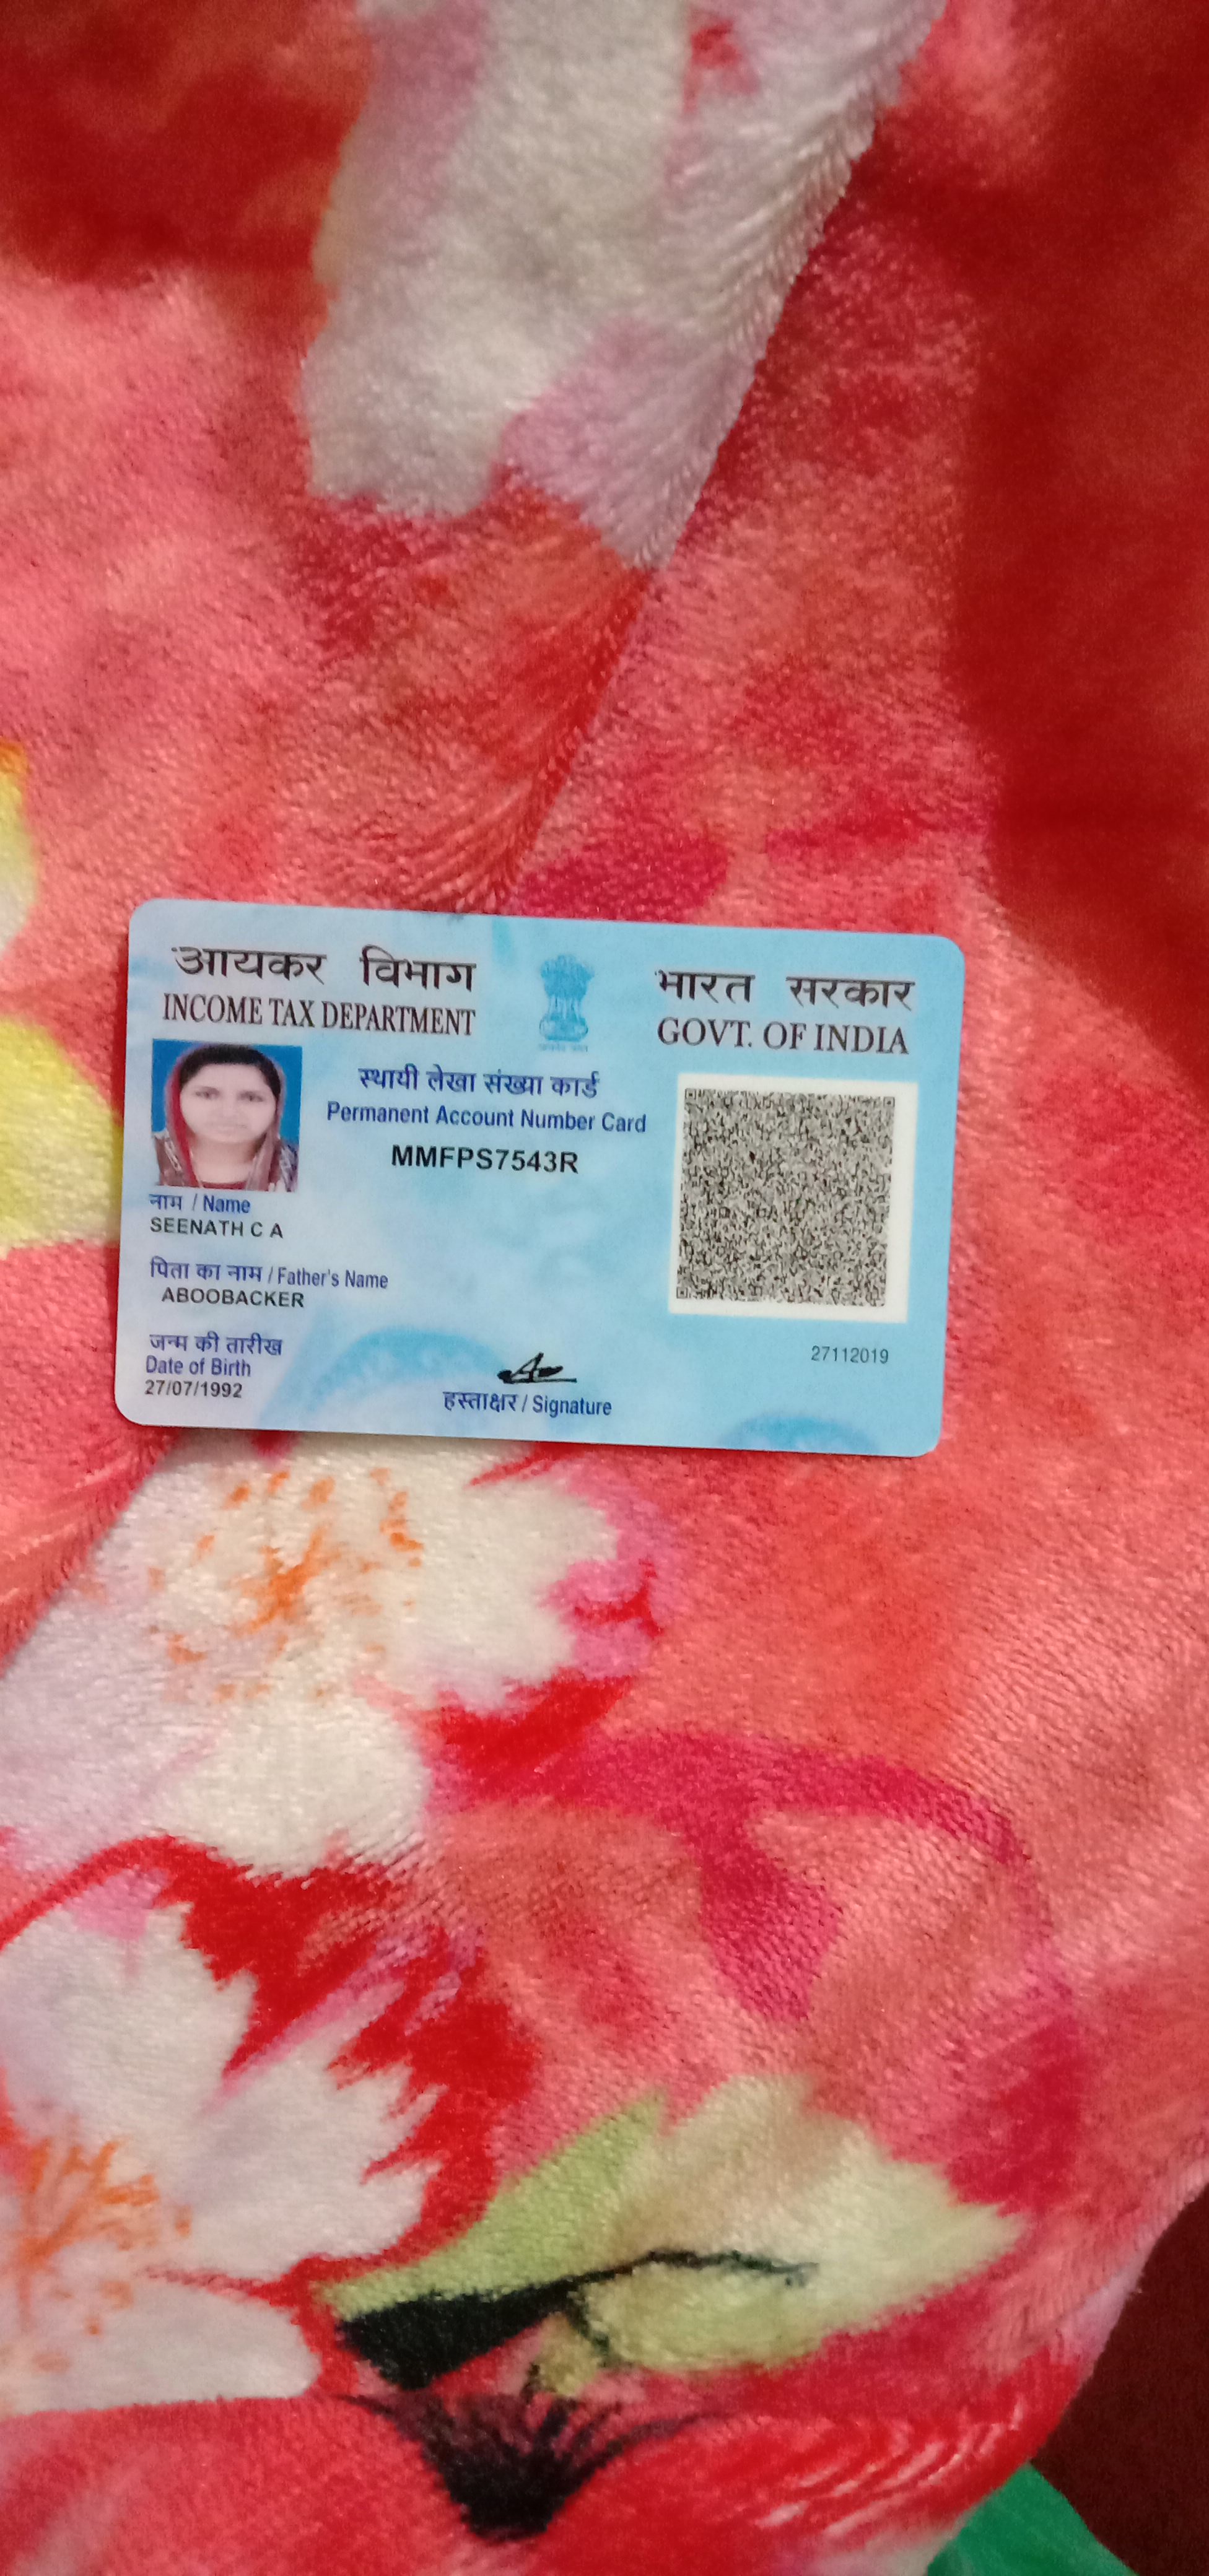 आयकर विभाग
INCOME TAX DEPARTMENT
भारत सरकार
GOVT. OF INDIA
स्थायी लेखा संख्या कार्ड
Permanent Account Number Card
MMFPS7543R
नाम / Name
SEENATH C A
पिता का नाम / Father's Name
ABOOBACKER
जन्म की तारीख
Date of Birth
27/07/1992
हस्ताक्षर / Signature
27112019